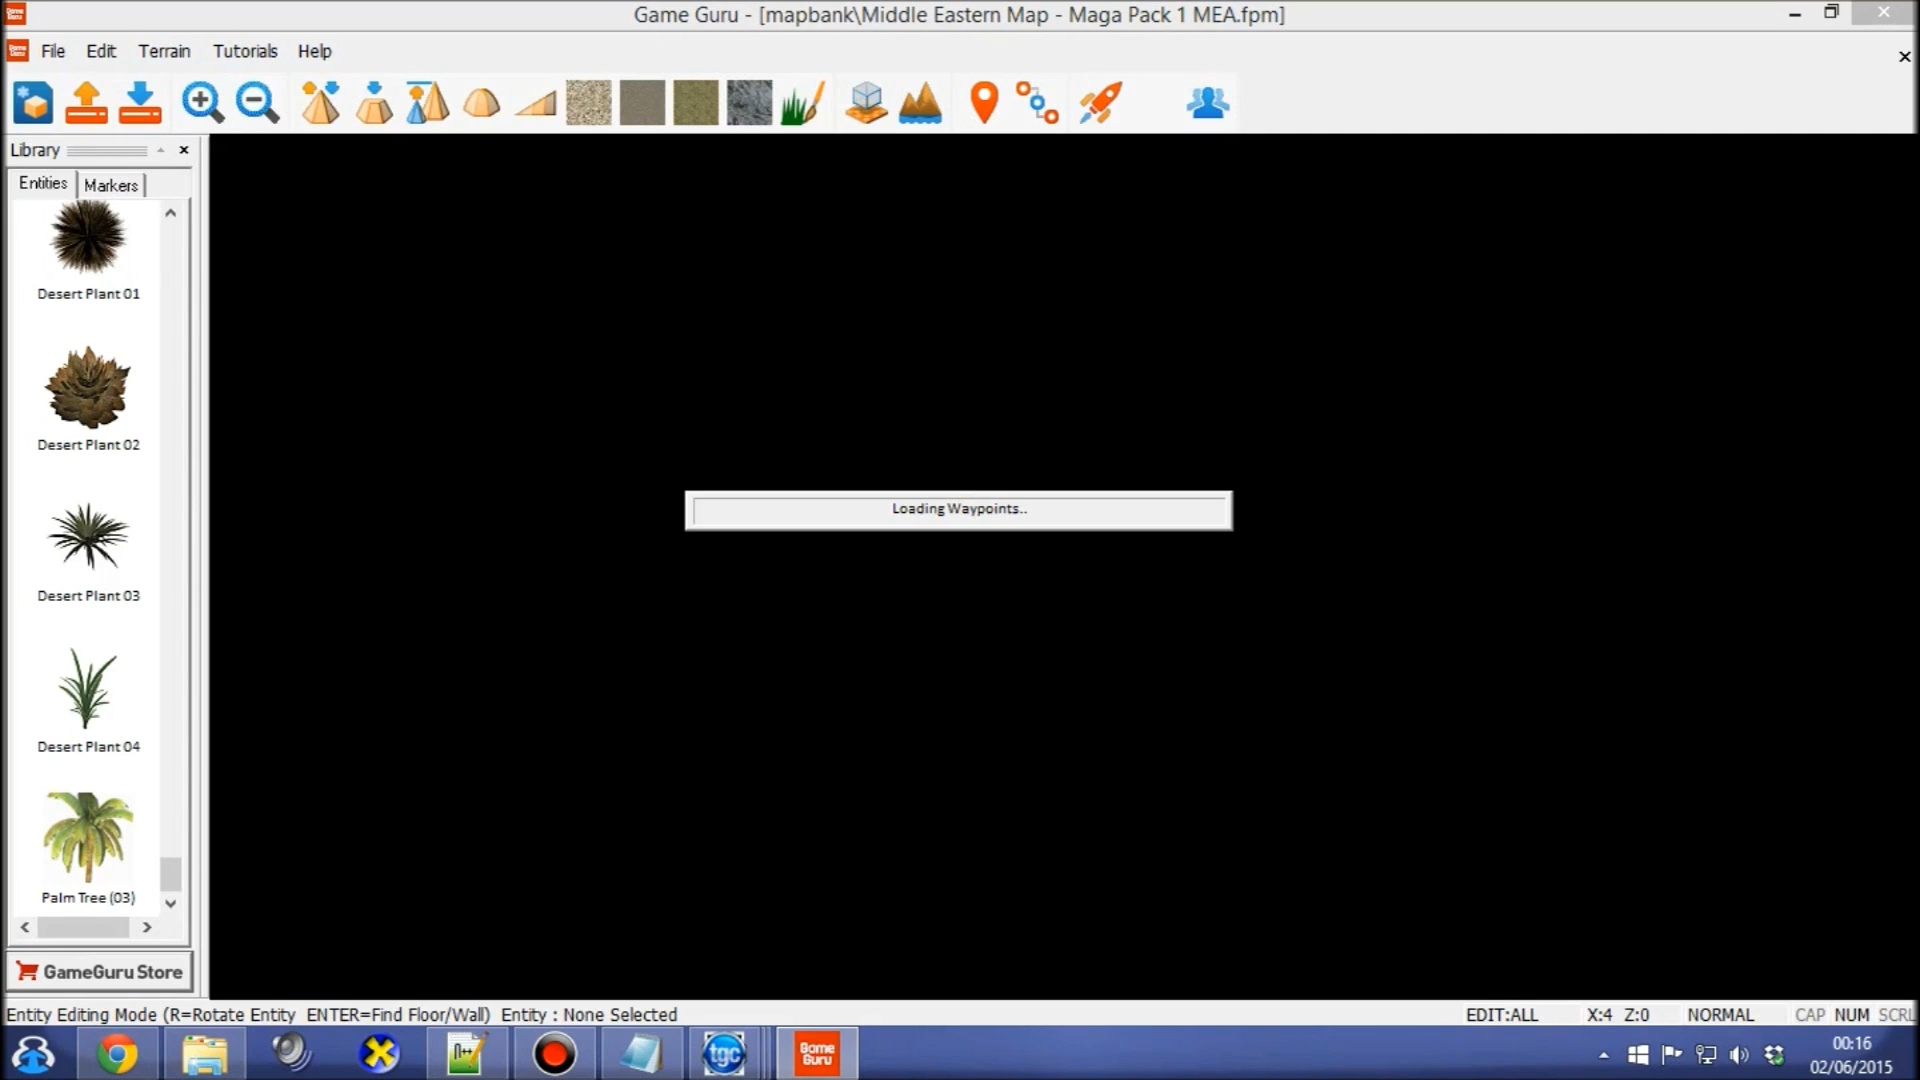 Game Guru - [mapbank\Middle Eastern Map - Maga Pack 1 MEA.fpm]
File Edit Terrain Tutorials Help
Library
Entities Markers
Desert Plant 01
Desert Plant 02
Desert Plant 03
Desert Plant 04
Palm Tree (03)
GameGuru Store
Loading Waypoints..
Entity Editing Mode (R=Rotate Entity ENTER=Find Floor/Wall) Entity : None Selected
EDIT:ALL X:4 Z:0 NORMAL CAP NUM SCRL
n++
tgc
Game
Guru
00:16
02/06/2015